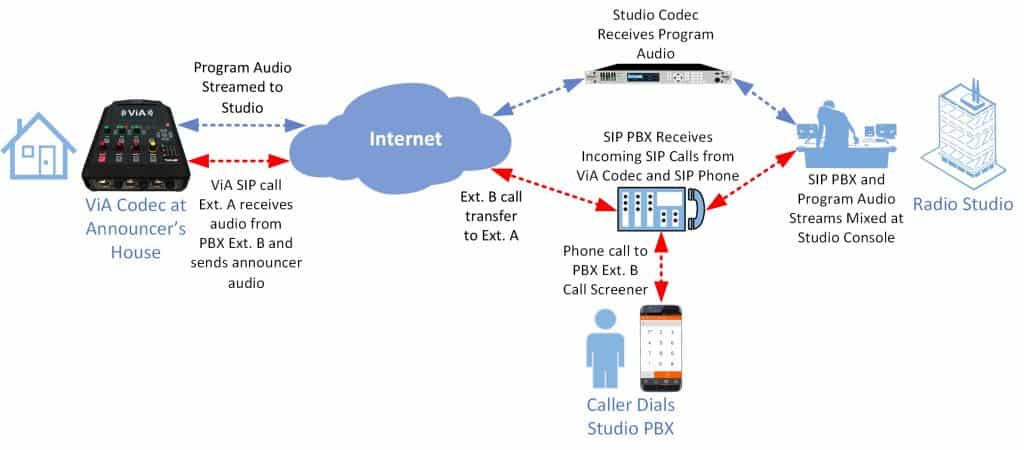 Studio Codec
Receives Program
Audio
Program Audio
Streamed to
Studio
ViA
Internet
SIP PBX Receives
Incoming SIP Calls from
ViA Codec and SIP Phone
ViA Codec at
Announcer's
House
ViA SIP call
Ext. A receives
audio from
PBX Ext. B and
sends announcer
audio
Ext. B call
transfer
to Ext. A
SIP PBX and
Program Audio
Streams Mixed at
Studio Console
Radio Studio
Phone call to
PBX Ext. B
Call Screener
Caller Dials
Studio PBX